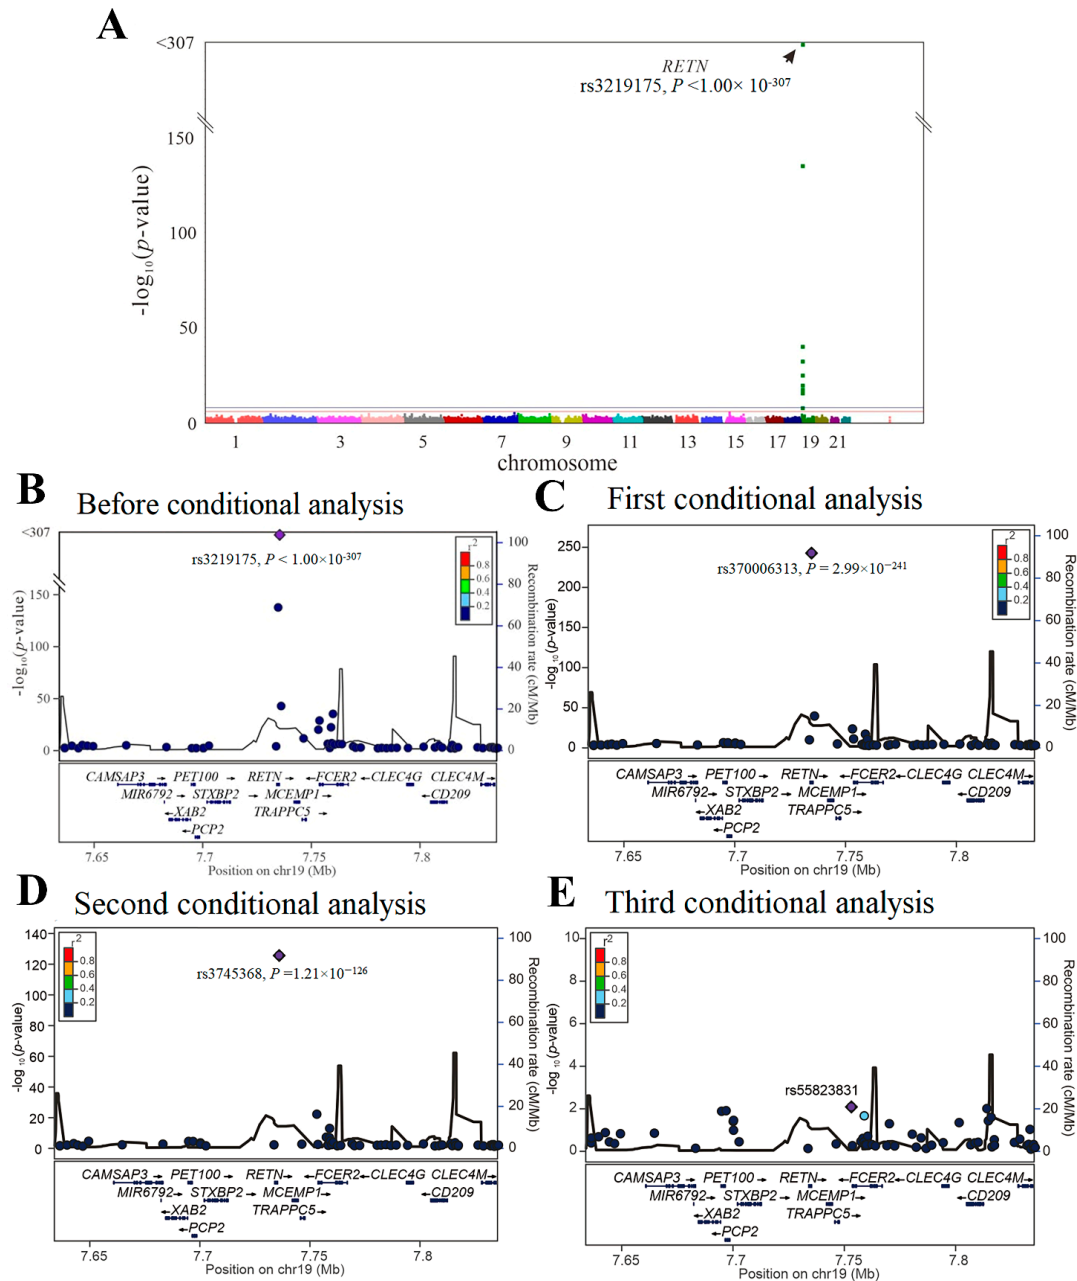 A
<307
RETN
rs3219175, P <1.00× 10-307
150
100
50
0
-log10(p-value)
1 3 5 7 9 11 13 15 17 19 21
chromosome
B
Before conditional analysis
<307
rs3219175, P < 1.00×10-307
150
100
50
0
-log10(p-value)
r2
0.8
0.6
0.4
0.2
100
80
60
40
20
0
Recombination rate (cM/Mb)
CAMSAP3→ PET100→ RETN→ ←FCER2 ←CLEC4G CLEC4M→
MIR6792→ STXBP2→ MCEMP1→ ←CD209
←XAB2 TRAPPC5→
←PCP2
7.65 7.7 7.75 7.8
Position on chr19 (Mb)
C
First conditional analysis
250
200
150
100
50
0
-log 10(p-value)
rs370006313, P = 2.99×10−241
r2
0.8
0.6
0.4
0.2
100
80
60
40
20
0
Recombination rate (cM/Mb)
CAMSAP3→ PET100→ RETN→ ←FCER2 ←CLEC4G CLEC4M→
MIR6792→ STXBP2→ MCEMP1→ ←CD209
←XAB2 TRAPPC5→
←PCP2
7.65 7.7 7.75 7.8
Position on chr19 (Mb)
D
Second conditional analysis
140
120
100
80
60
40
20
0
-log 10(p-value)
r2
0.8
0.6
0.4
0.2
rs3745368, P =1.21×10−126
100
80
60
40
20
0
Recombination rate (cM/Mb)
CAMSAP3→ PET100→ RETN→ ←FCER2 ←CLEC4G CLEC4M→
MIR6792→ STXBP2→ MCEMP1→ ←CD209
←XAB2 TRAPPC5→
←PCP2
7.65 7.7 7.75 7.8
Position on chr19 (Mb)
E
Third conditional analysis
10
8
6
4
2
0
-log 10(p-value)
r2
0.8
0.6
0.4
0.2
rs55823831
100
80
60
40
20
0
Recombination rate (cM/Mb)
CAMSAP3→ PET100→ RETN→ ←FCER2 ←CLEC4G CLEC4M→
MIR6792→ STXBP2→ MCEMP1→ ←CD209
←XAB2 TRAPPC5→
←PCP2
7.65 7.7 7.75 7.8
Position on chr19 (Mb)